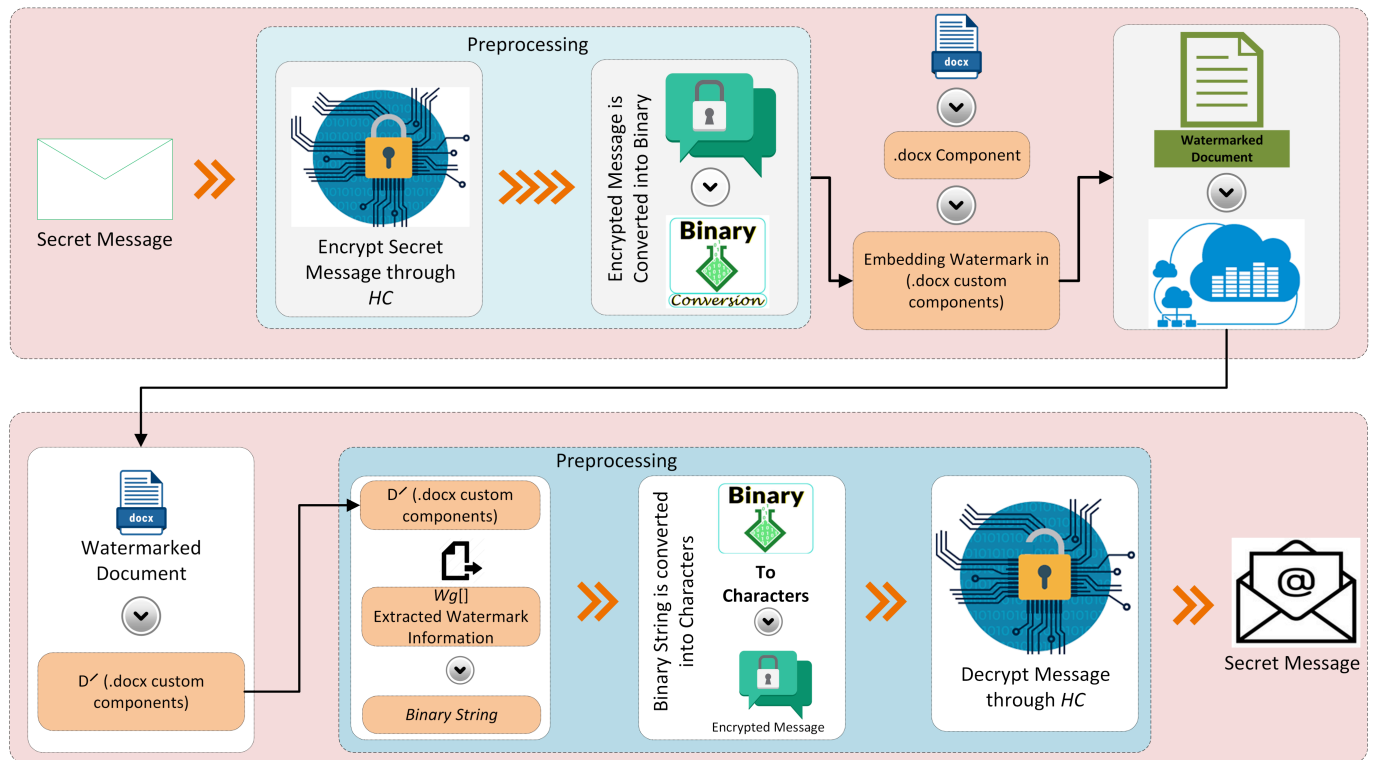 Preprocessing
Secret Message
Encrypt Secret
Message through
HC
Encrypted Message is
Converted into Binary
Binary
Conversion
docx
.docx Component
Embedding Watermark in
(.docx custom
components)
Watermarked
Document
docx
Watermarked
Document
D′ (.docx custom
components)
Preprocessing
D′ (.docx custom
components)
Wg[]
Extracted Watermark
Information
Binary String
Binary String is converted
into Characters
Binary
To
Characters
Encrypted Message
Decrypt Message
through HC
@
Secret Message